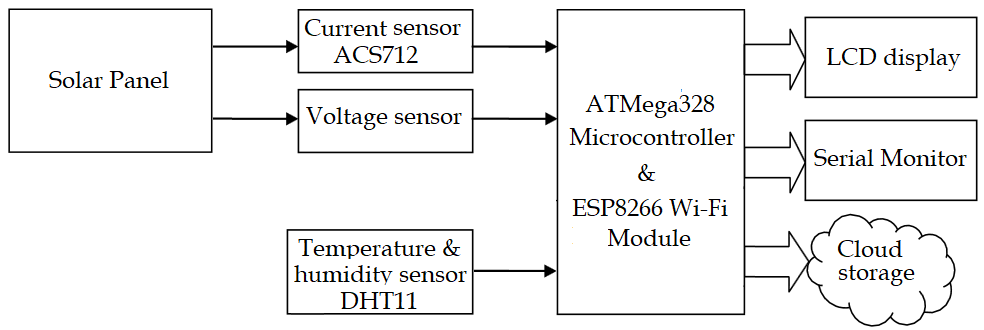 Solar Panel
Current sensor
ACS712
Voltage sensor
Temperature &
humidity sensor
DHT11
ATMega328
Microcontroller
&
ESP8266 Wi-Fi
Module
LCD display
Serial Monitor
Cloud
storage